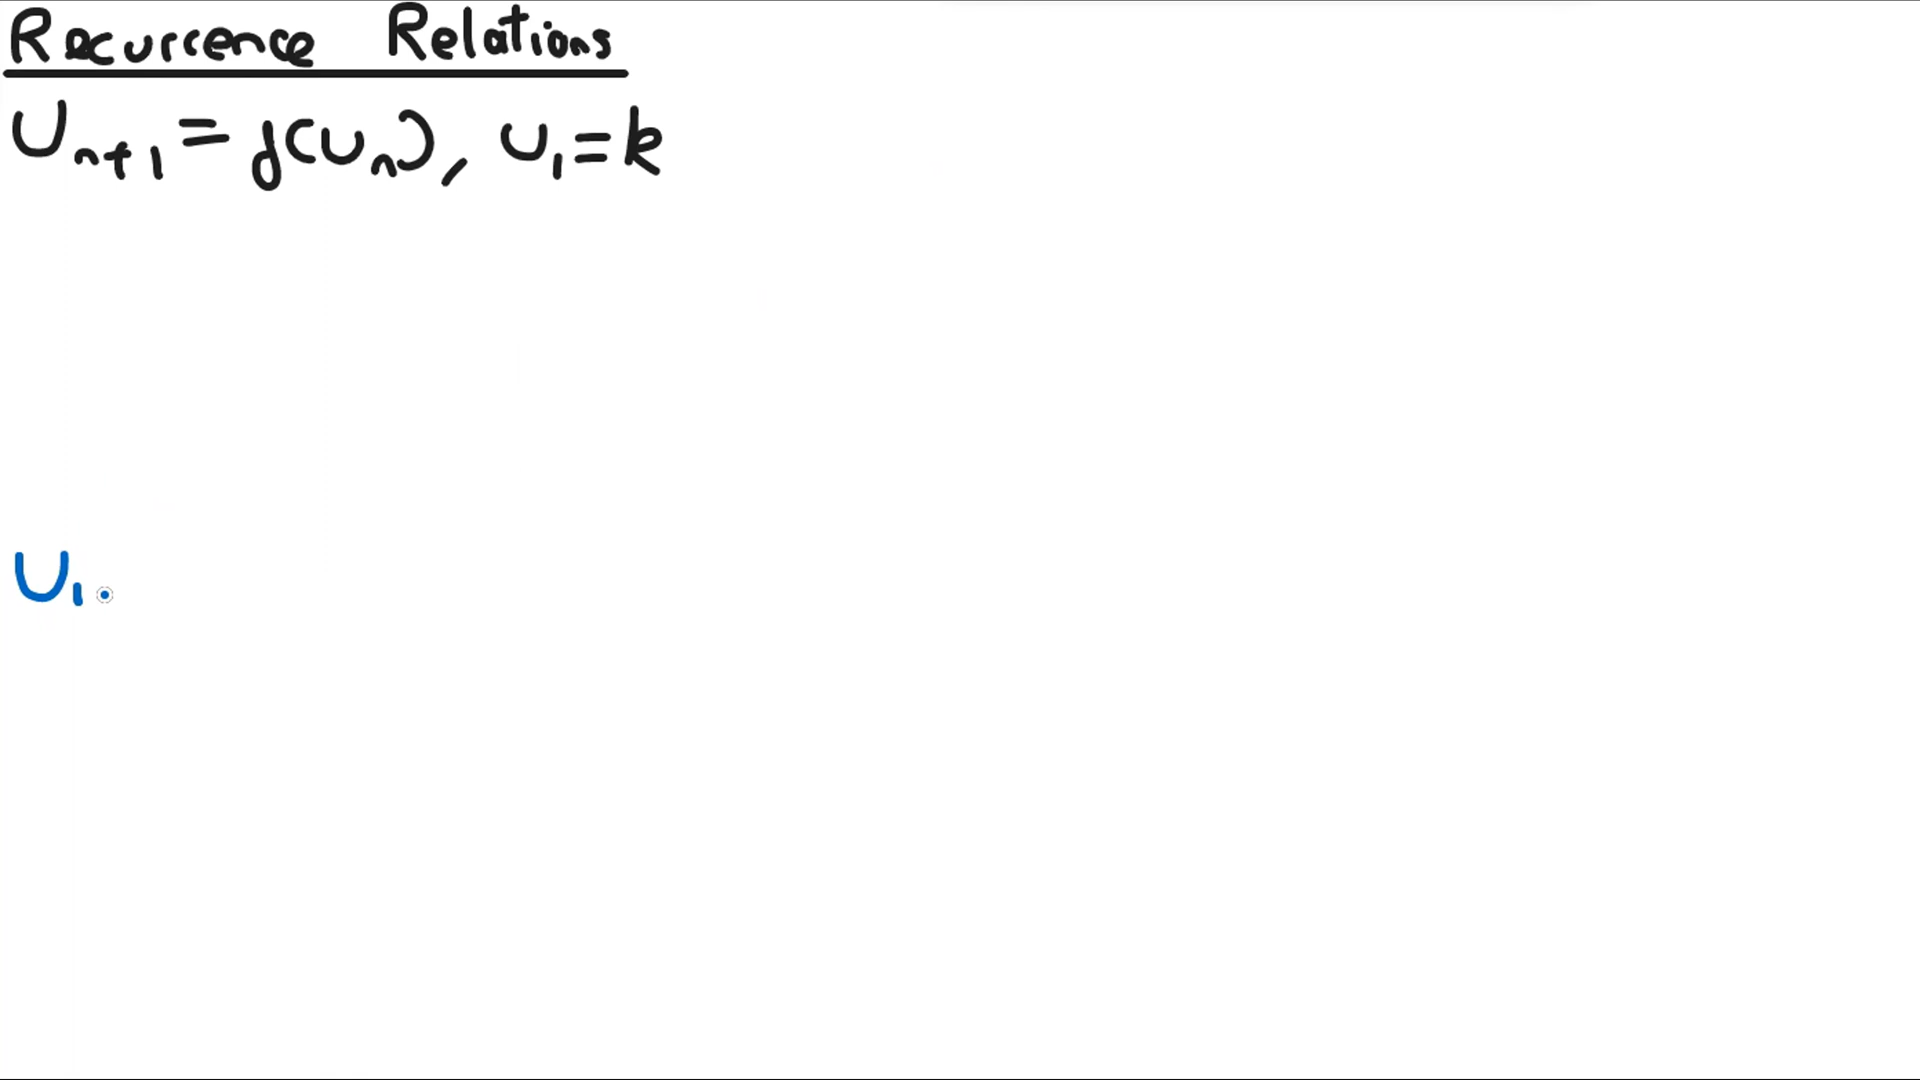 Recurrence Relations
Uₙ₊₁ = f(Uₙ), U₁ = k
U₁